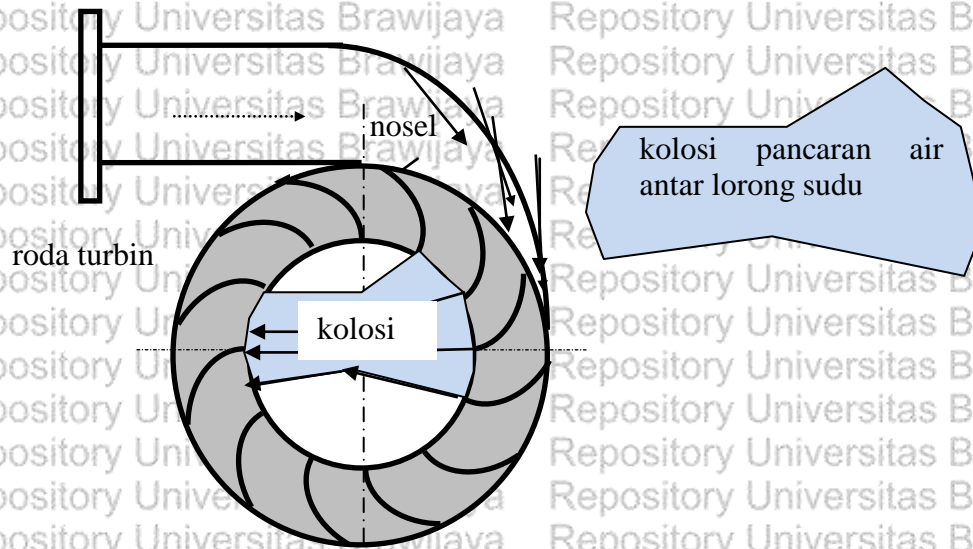 Repository Universitas Brawijaya
nosel
kolosi pancaran air
antar lorong sudu
roda turbin
kolosi